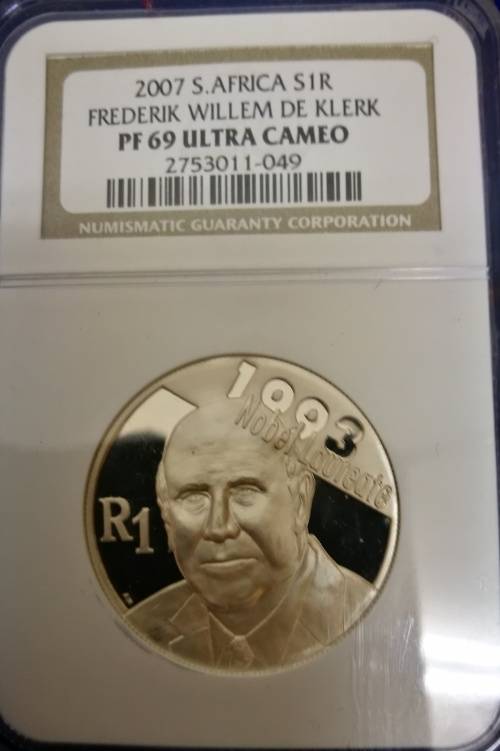 2007 S.AFRICA S1R
FREDERIK WILLEM DE KLERK
PF 69 ULTRA CAMEO
2753011-049
NUMISMATIC GUARANTY CORPORATION
1993
Nobel Laureate
R1